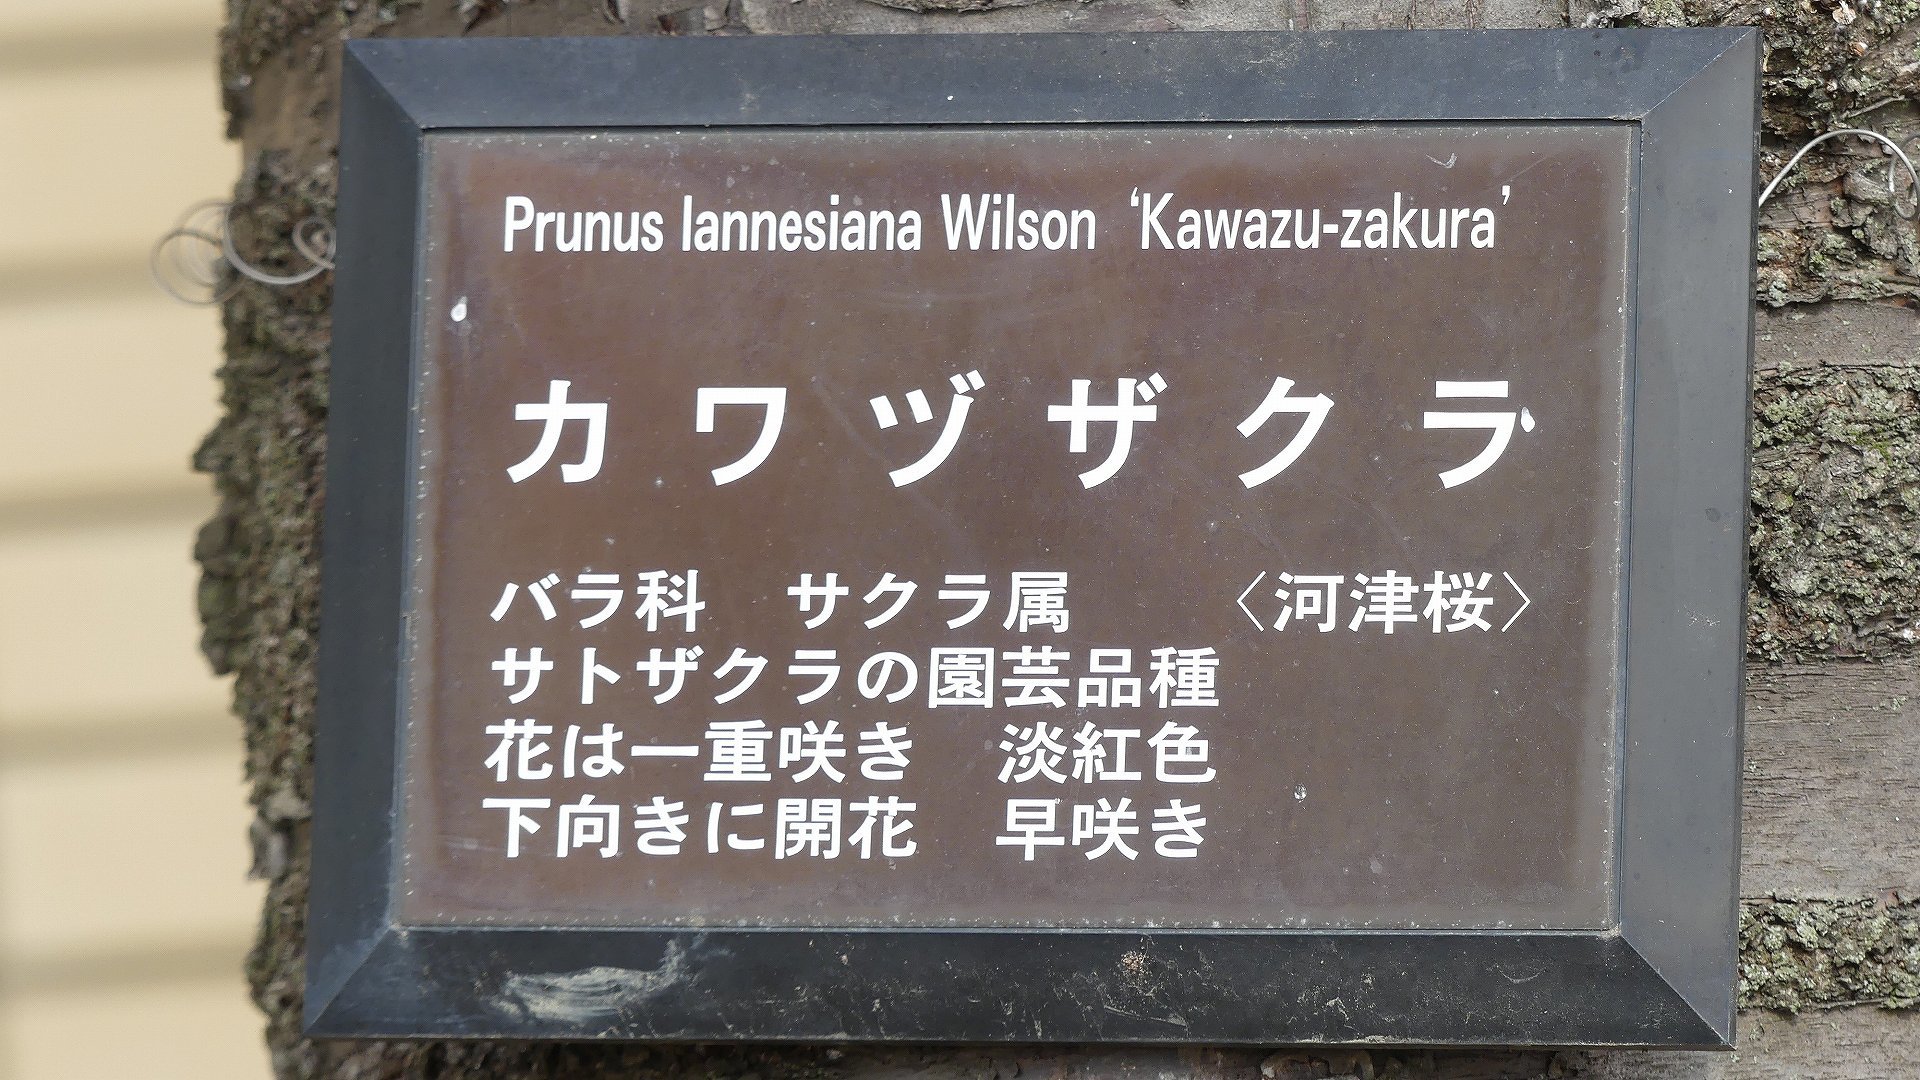 Prunus lannesiana Wilson ‘Kawazu-zakura’
カワヅザクラ
バラ科　サクラ属　〈河津桜〉
サトザクラの園芸品種
花は一重咲き　淡紅色
下向きに開花　早咲き